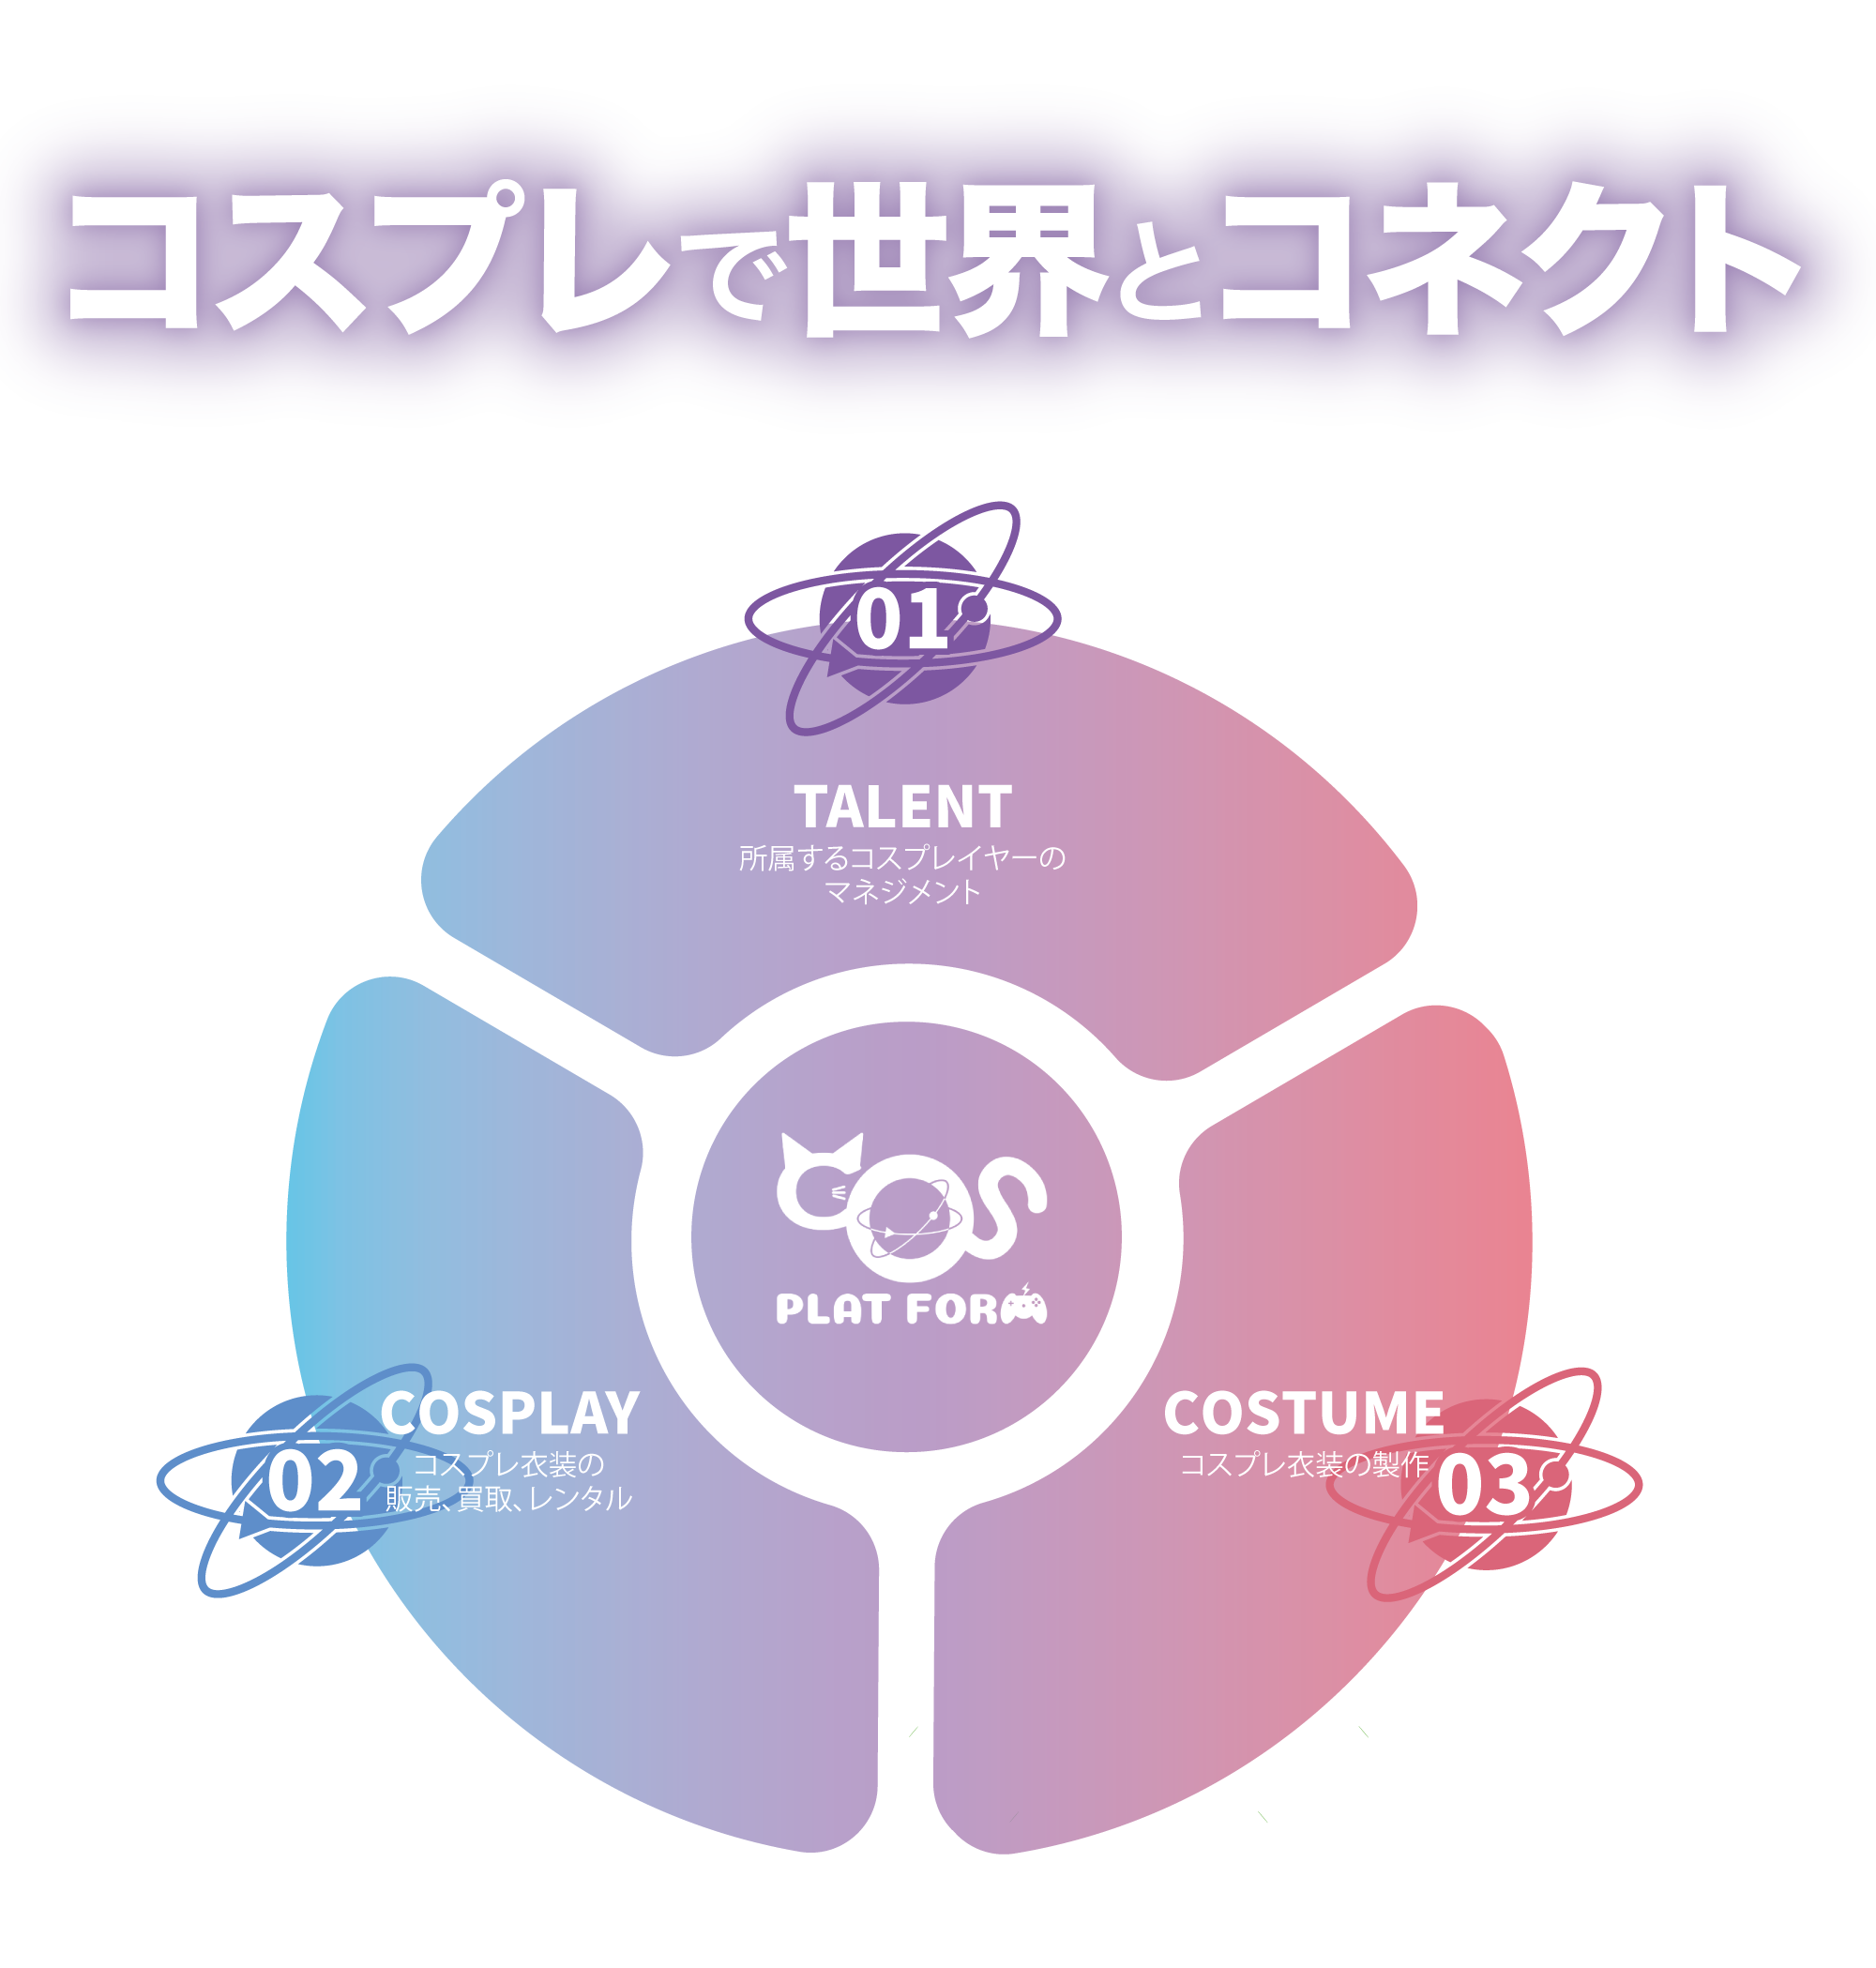 コスプレで世界とコネクト
01
TALENT
所属するコスプレイヤーの
マネジメント
COS
PLAT FORM
02
COSPLAY
コスプレ衣装の
販売、買取、レンタル
03
COSTUME
コスプレ衣装の製作